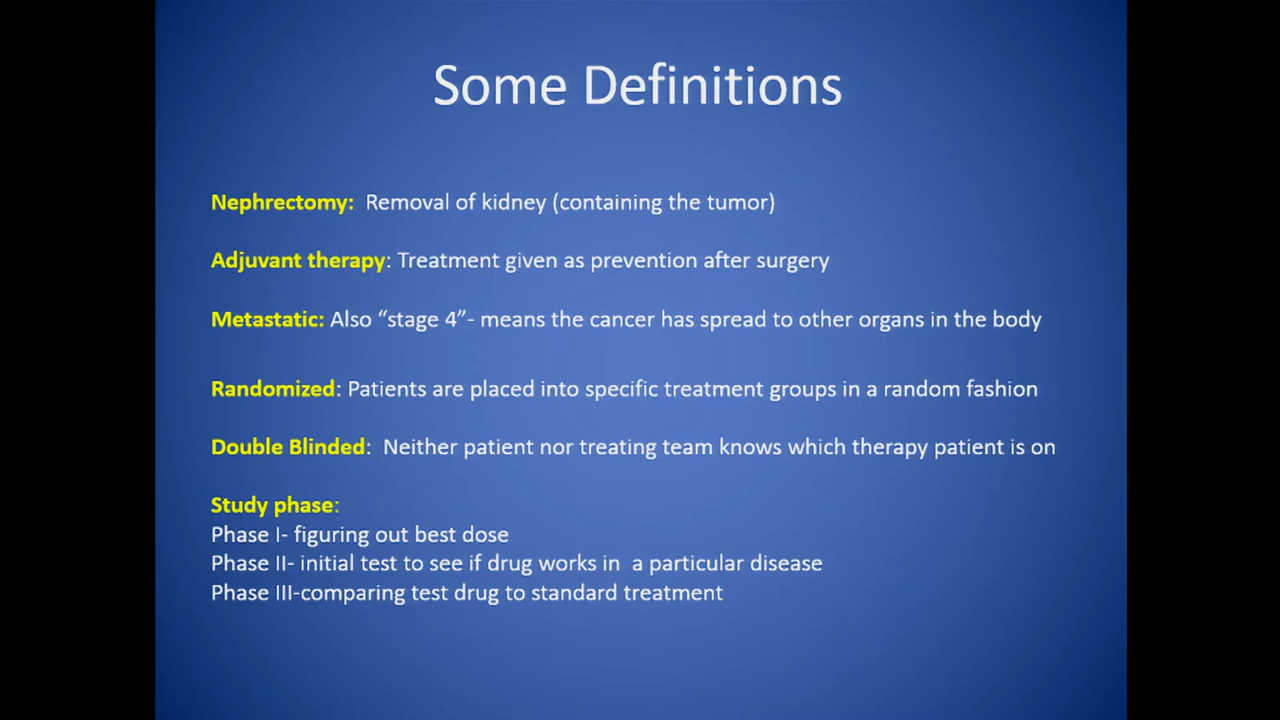 Some Definitions
Nephrectomy: Removal of kidney (containing the tumor)
Adjuvant therapy: Treatment given as prevention after surgery
Metastatic: Also “stage 4”- means the cancer has spread to other organs in the body
Randomized: Patients are placed into specific treatment groups in a random fashion
Double Blinded: Neither patient nor treating team knows which therapy patient is on
Study phase:
Phase I- figuring out best dose
Phase II- initial test to see if drug works in a particular disease
Phase III-comparing test drug to standard treatment